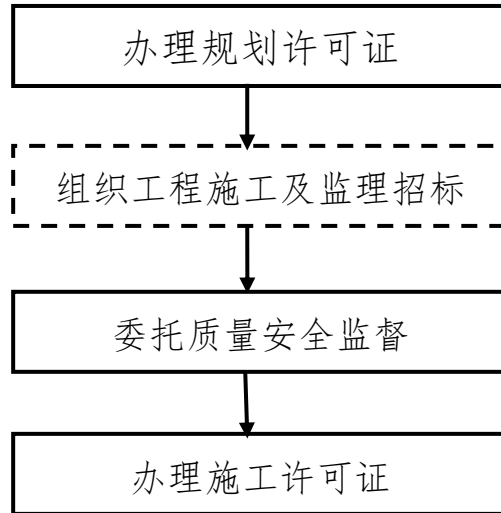 办理规划许可证
组织工程施工及监理招标
委托质量安全监督
办理施工许可证